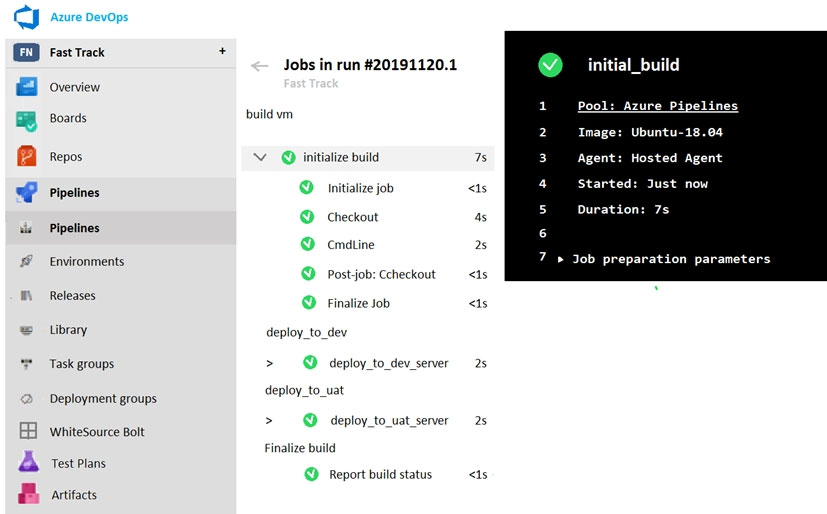 Azure DevOps
FN Fast Track +
Overview
Boards
Repos
Pipelines
Pipelines
Environments
Releases
Library
Task groups
Deployment groups
WhiteSource Bolt
Test Plans
Artifacts
Jobs in run #20191120.1
Fast Track
build vm
initialize build 7s
Initialize job <1s
Checkout 4s
CmdLine 2s
Post-job: Ccheckout <1s
Finalize Job <1s
deploy_to_dev
> deploy_to_dev_server 2s
deploy_to_uat
> deploy_to_uat_server 2s
Finalize build
Report build status <1s
initial_build
1 Pool: Azure Pipelines
2 Image: Ubuntu-18.04
3 Agent: Hosted Agent
4 Started: Just now
5 Duration: 7s
6
7 ▸ Job preparation parameters